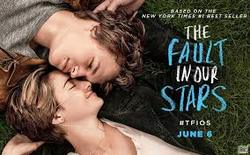 BASED ON THE
NEW YORK TIMES #1 BEST SELLER
THE
FAULT
IN OUR
STARS
#TFIOS
JUNE 6